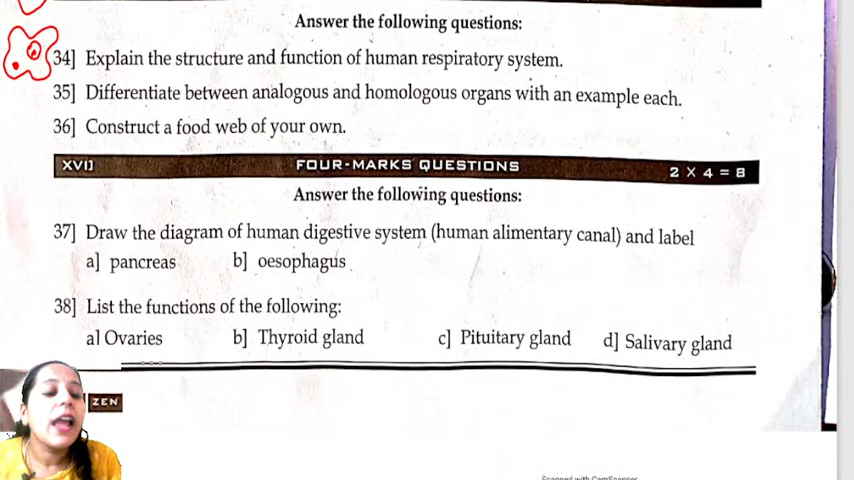 Answer the following questions:
34] Explain the structure and function of human respiratory system.
35] Differentiate between analogous and homologous organs with an example each.
36] Construct a food web of your own.
XVI] FOUR-MARKS QUESTIONS 2 X 4 = 8
Answer the following questions:
37] Draw the diagram of human digestive system (human alimentary canal) and label
a] pancreas b] oesophagus
38] List the functions of the following:
a] Ovaries b] Thyroid gland c] Pituitary gland d] Salivary gland
ZEN
Scanned with CamScanner